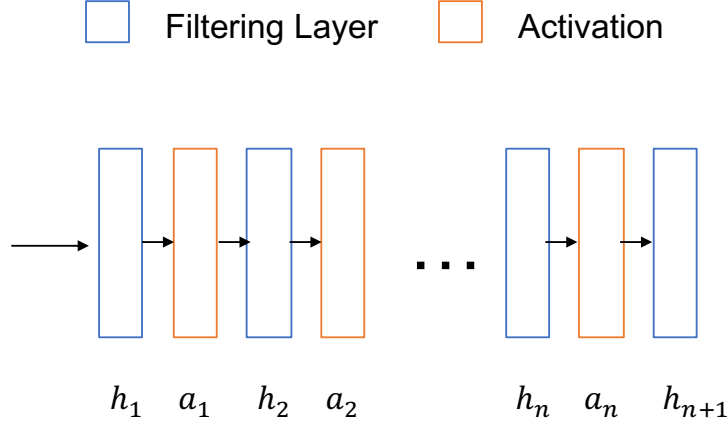 Filtering Layer Activation
. . .
h₁ a₁ h₂ a₂ hₙ aₙ hₙ₊₁